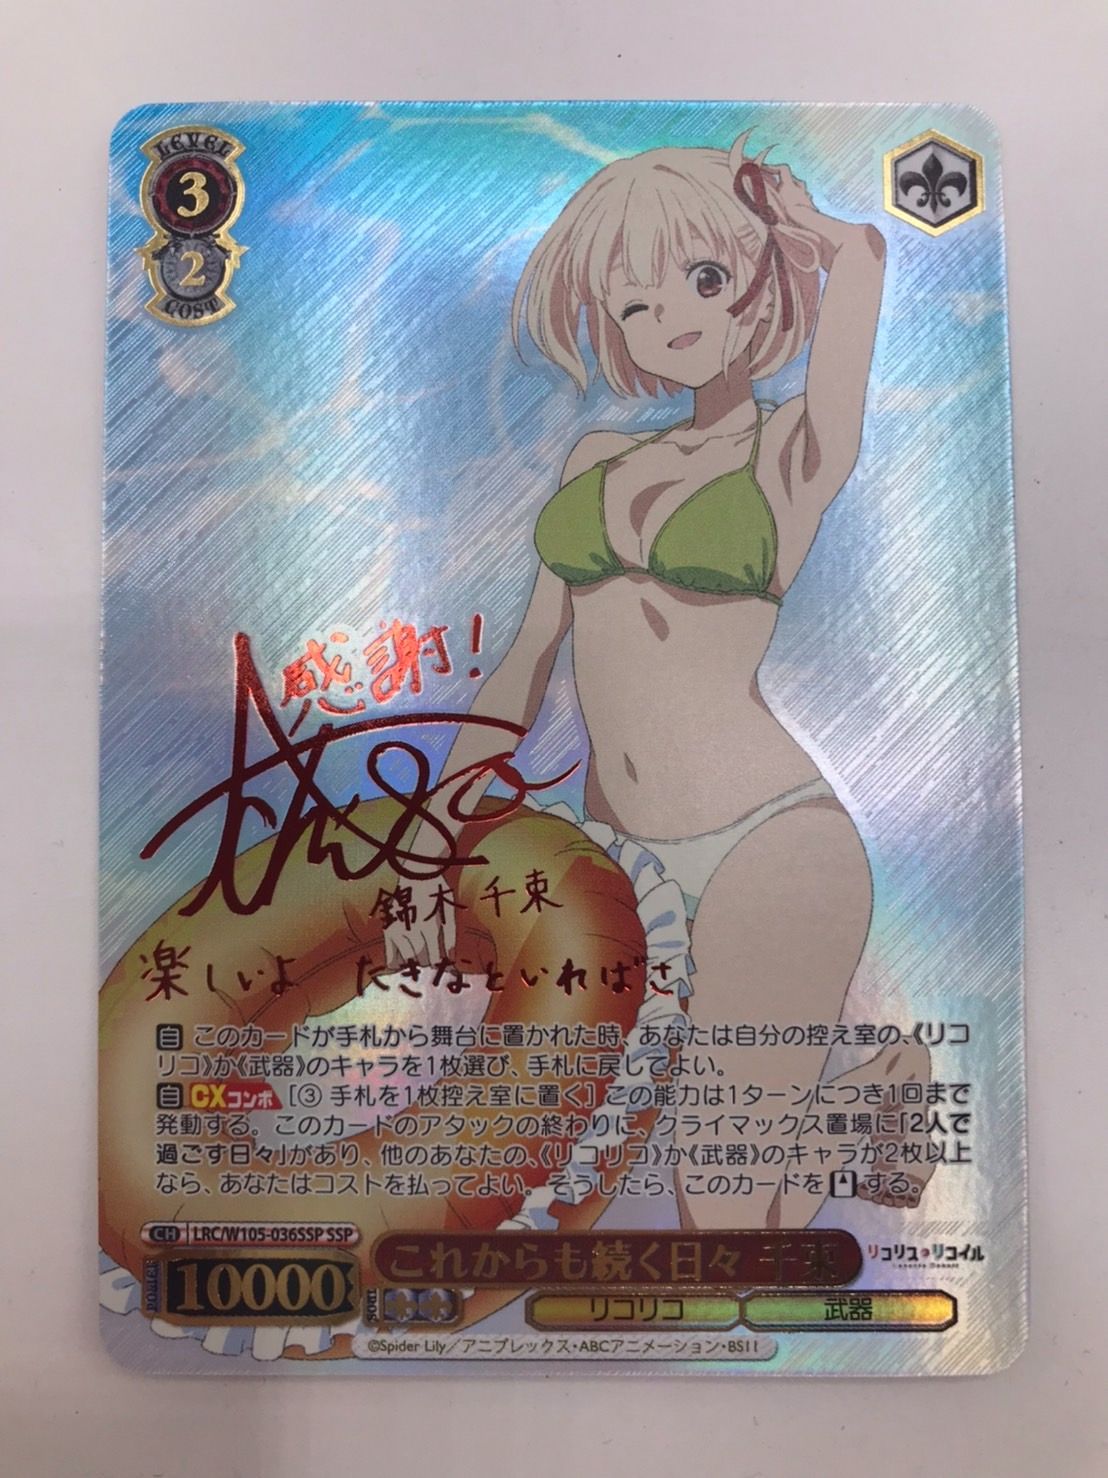 LEVEL
3
2
COST
感謝!
錦木千束
楽しいよ たきなといればさ
自 このカードが手札から舞台に置かれた時、あなたは自分の控え室の、《リコ
リコ》か《武器》のキャラを1枚選び、手札に戻してよい。
自 CXコンボ [③ 手札を1枚控え室に置く] この能力は1ターンにつき1回まで
発動する。このカードのアタックの終わりに、クライマックス置場に「2人で
過ごす日々」があり、他のあなたの、《リコリコ》か《武器》のキャラが2枚以上
なら、あなたはコストを払ってよい。そうしたら、このカードを する。
CH LRC/W105-036SSP SSP
これからも続く日々 千束
リコリス・リコイル
Lycoris Recoil
POWER
10000
SOUL
リコリコ
武器
©Spider Lily/アニプレックス・ABCアニメーション・BS11